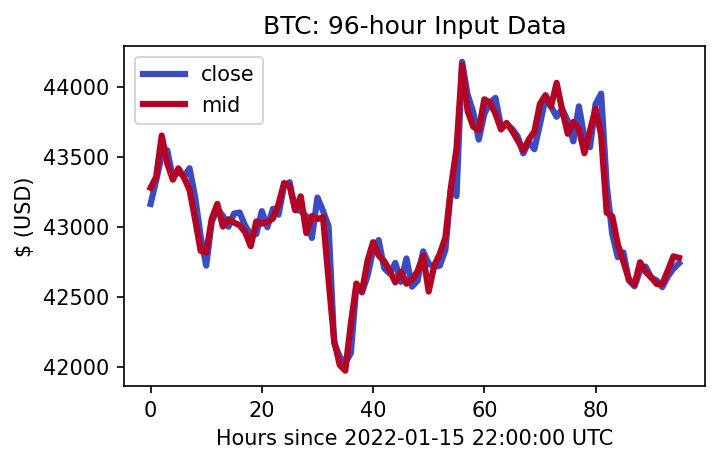 BTC: 96-hour Input Data
close
mid
$ (USD)
44000
43500
43000
42500
42000
0
20
40
60
80
Hours since 2022-01-15 22:00:00 UTC